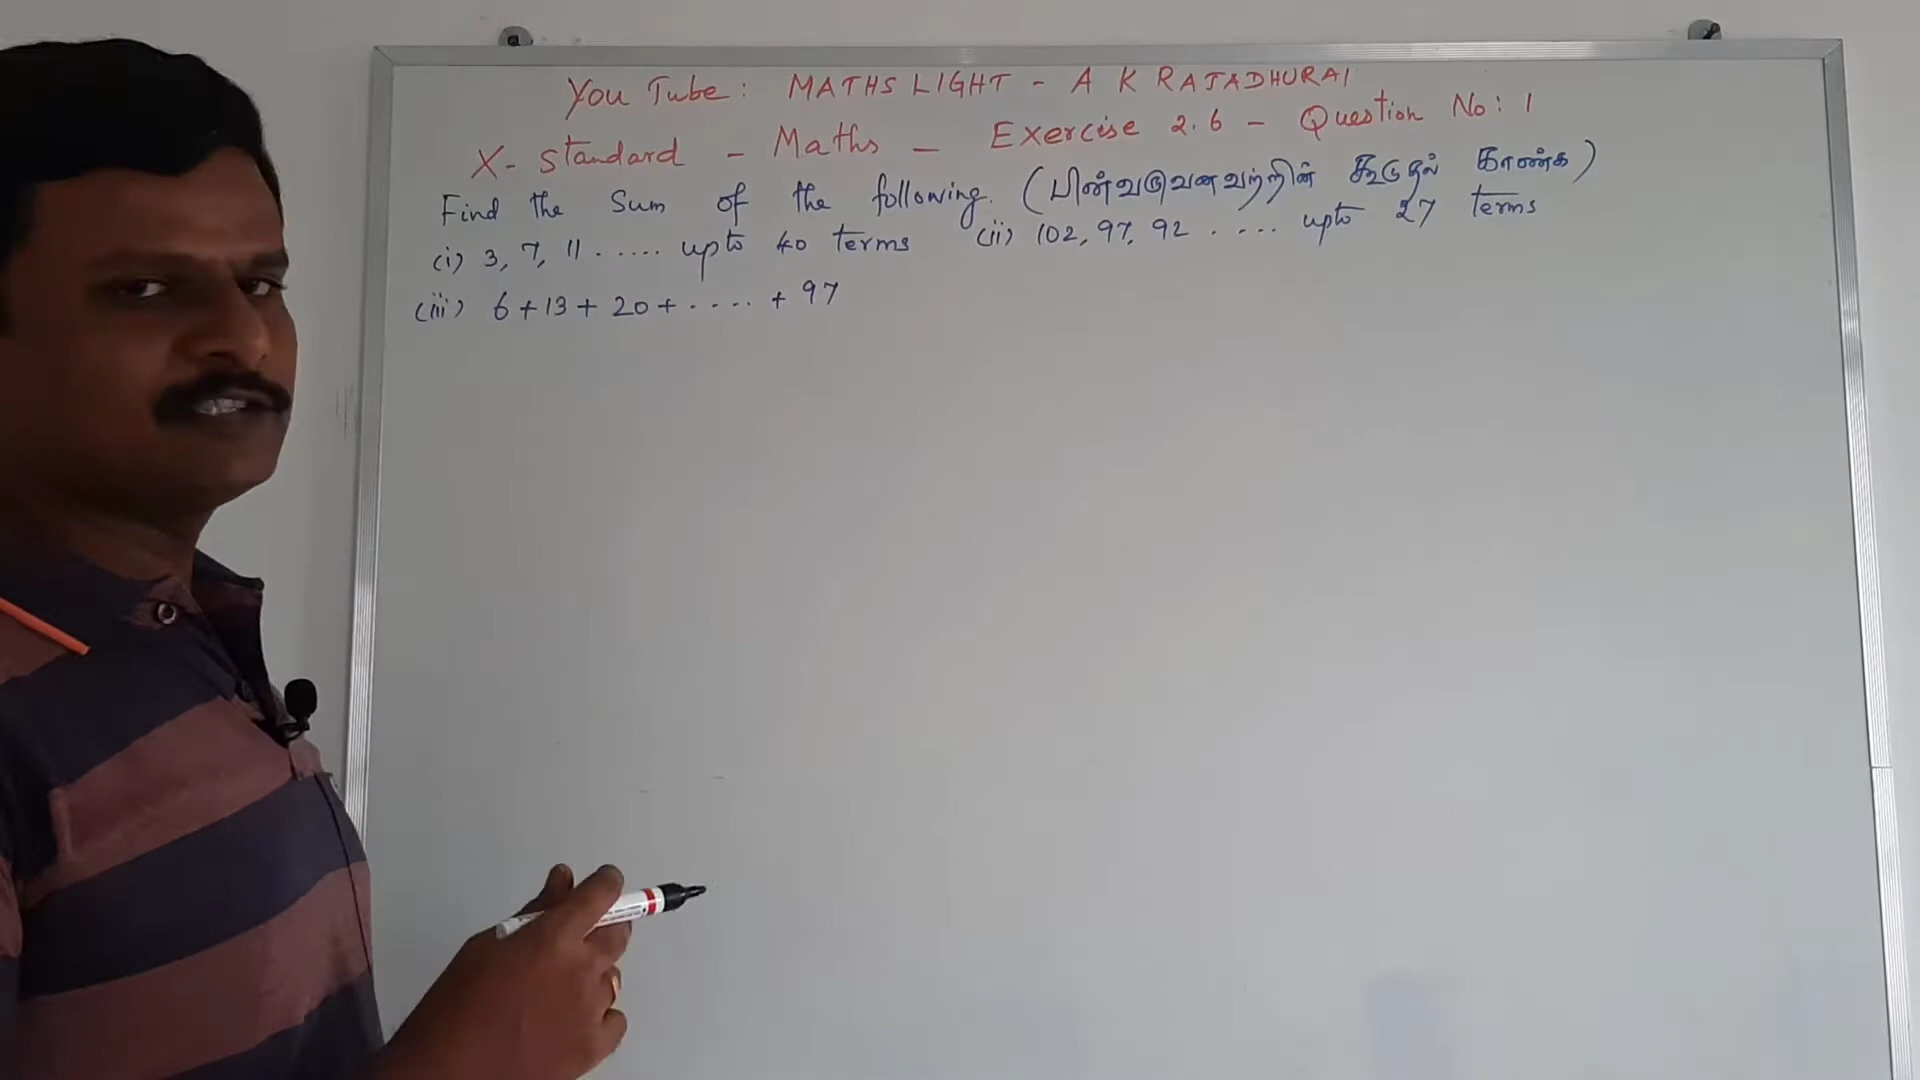 YouTube: MATHS LIGHT - A K RAJADHURAI
X-standard - Maths - Exercise 2.6 - Question No: 1
Find the Sum of the following. (பின்வருவனவற்றின் கூடுதல் காண்க)
(i) 3, 7, 11 ...... upto 40 terms (ii) 102, 97, 92 ..... upto 27 terms
(iii) 6 + 13 + 20 + ..... + 97